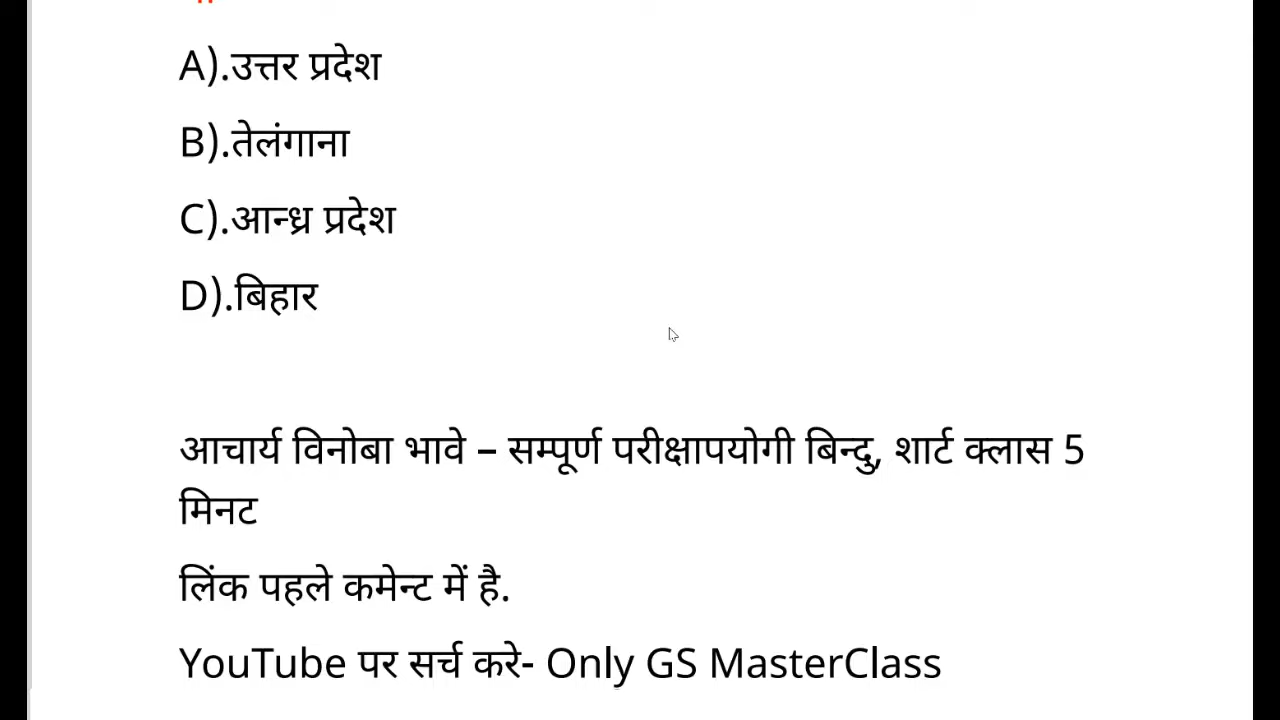 A).उत्तर प्रदेश
B).तेलंगाना
C).आन्ध्र प्रदेश
D).बिहार
आचार्य विनोबा भावे – सम्पूर्ण परीक्षापयोगी बिन्दु, शार्ट क्लास 5
मिनट
लिंक पहले कमेन्ट में है.
YouTube पर सर्च करे- Only GS MasterClass